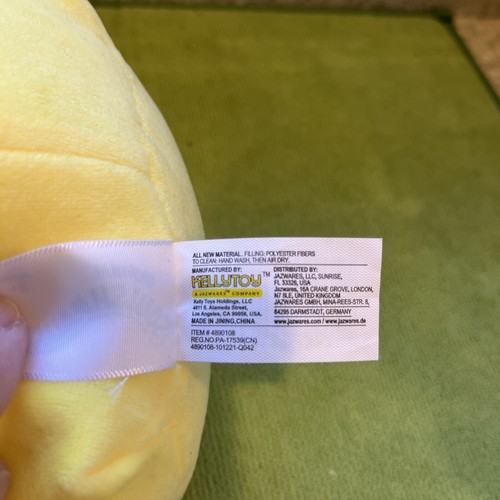 ALL NEW MATERIAL. FILLING: POLYESTER FIBERS
TO CLEAN: HAND WASH, THEN AIR DRY.
MANUFACTURED BY:
KELLYTOY™
A JAZWARES COMPANY
Kelly Toys Holdings, LLC
4811 S. Alameda Street,
Los Angeles, CA 90058, USA,
MADE IN JINING,CHINA
DISTRIBUTED BY:
JAZWARES, LLC, SUNRISE,
FL 33326, USA
Jazwares, 16A CRANE GROVE, LONDON,
N7 8LE, UNITED KINGDOM
JAZWARES GMBH, MINA-REES-STR. 8,
64295 DARMSTADT, GERMANY
www.jazwares.com / www.jazwares.de
ITEM # 4890108
REG.NO.PA-17539(CN)
4890108-101221-Q042